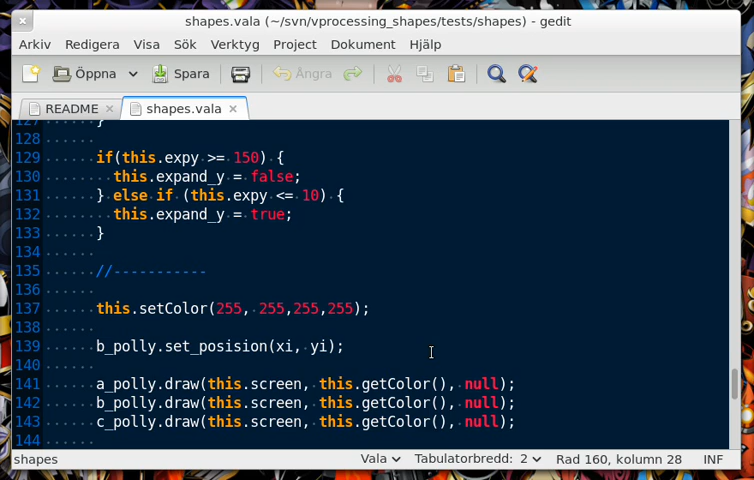 shapes.vala (~/svn/vprocessing_shapes/tests/shapes) - gedit
Arkiv Redigera Visa Sök Verktyg Project Dokument Hjälp
Öppna Spara Ångra
README shapes.vala
127 }
128
129 if(this.expy >= 150) {
130 this.expand_y = false;
131 } else if (this.expy <= 10) {
132 this.expand_y = true;
133 }
134
135 //-----------
136
137 this.setColor(255, 255,255,255);
138
139 b_polly.set_posision(xi, yi);
140
141 a_polly.draw(this.screen, this.getColor(), null);
142 b_polly.draw(this.screen, this.getColor(), null);
143 c_polly.draw(this.screen, this.getColor(), null);
144
shapes Vala Tabulatorbredd: 2 Rad 160, kolumn 28 INF